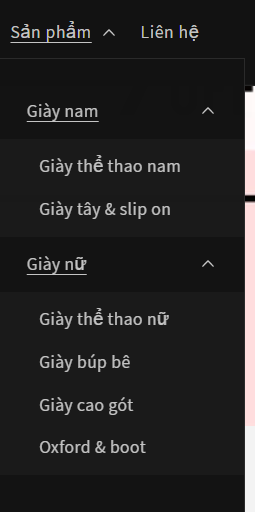 Sản phẩm Liên hệ
Giày nam
Giày thể thao nam
Giày tây & slip on
Giày nữ
Giày thể thao nữ
Giày búp bê
Giày cao gót
Oxford & boot